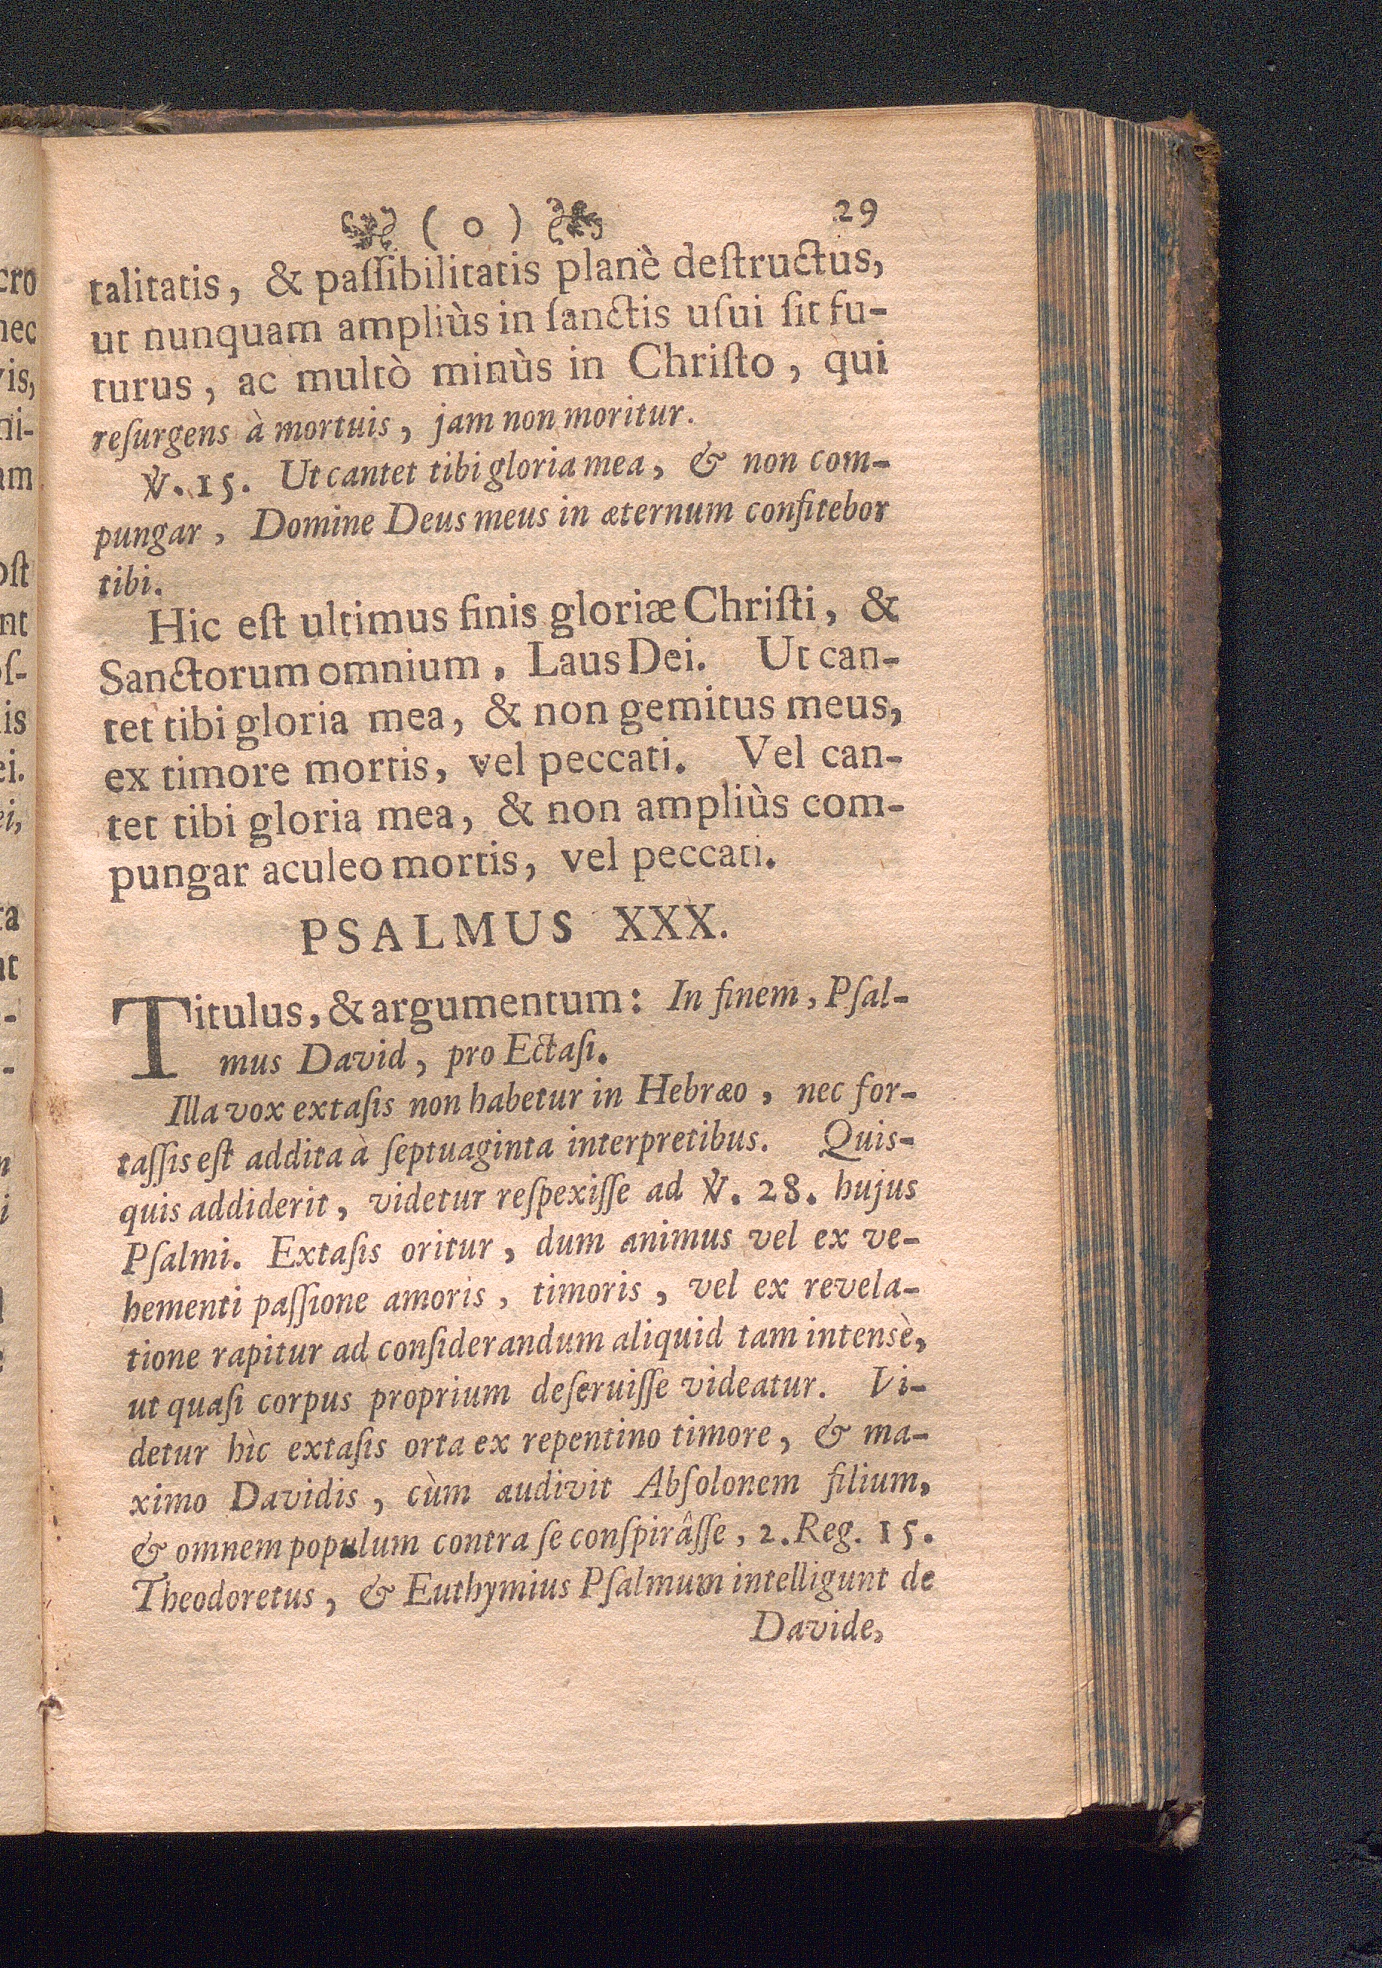 ( o ) 29
talitatis, & paſſibilitatis planè deſtructus,
ut nunquam ampliùs in ſanctis uſui ſit fu-
turus, ac multò minùs in Chriſto, qui
reſurgens à mortuis, jam non moritur.
℣. 15. Ut cantet tibi gloria mea, & non com-
pungar, Domine Deus meus in æternum confitebor
tibi.
Hic eſt ultimus finis gloriæ Chriſti, &
Sanctorum omnium, Laus Dei. Ut can-
tet tibi gloria mea, & non gemitus meus,
ex timore mortis, vel peccati. Vel can-
tet tibi gloria mea, & non ampliùs com-
pungar aculeo mortis, vel peccati.
PSALMUS XXX.
Titulus, & argumentum: In finem, Pſal-
mus David, pro Ectaſi.
Illa vox extaſis non habetur in Hebræo, nec for-
taſſis eſt addita à ſeptuaginta interpretibus. Quis-
quis addiderit, videtur reſpexiſſe ad ℣. 28. hujus
Pſalmi. Extaſis oritur, dum animus vel ex ve-
hementi paſſione amoris, timoris, vel ex revela-
tione rapitur ad conſiderandum aliquid tam intensè,
ut quaſi corpus proprium deſeruiſſe videatur. Vi-
detur hìc extaſis orta ex repentino timore, & ma-
ximo Davidis, cùm audivit Abſolonem filium,
& omnem populum contra ſe conſpirâſſe, 2. Reg. 15.
Theodoretus, & Euthymius Pſalmum intelligunt de
Davide,